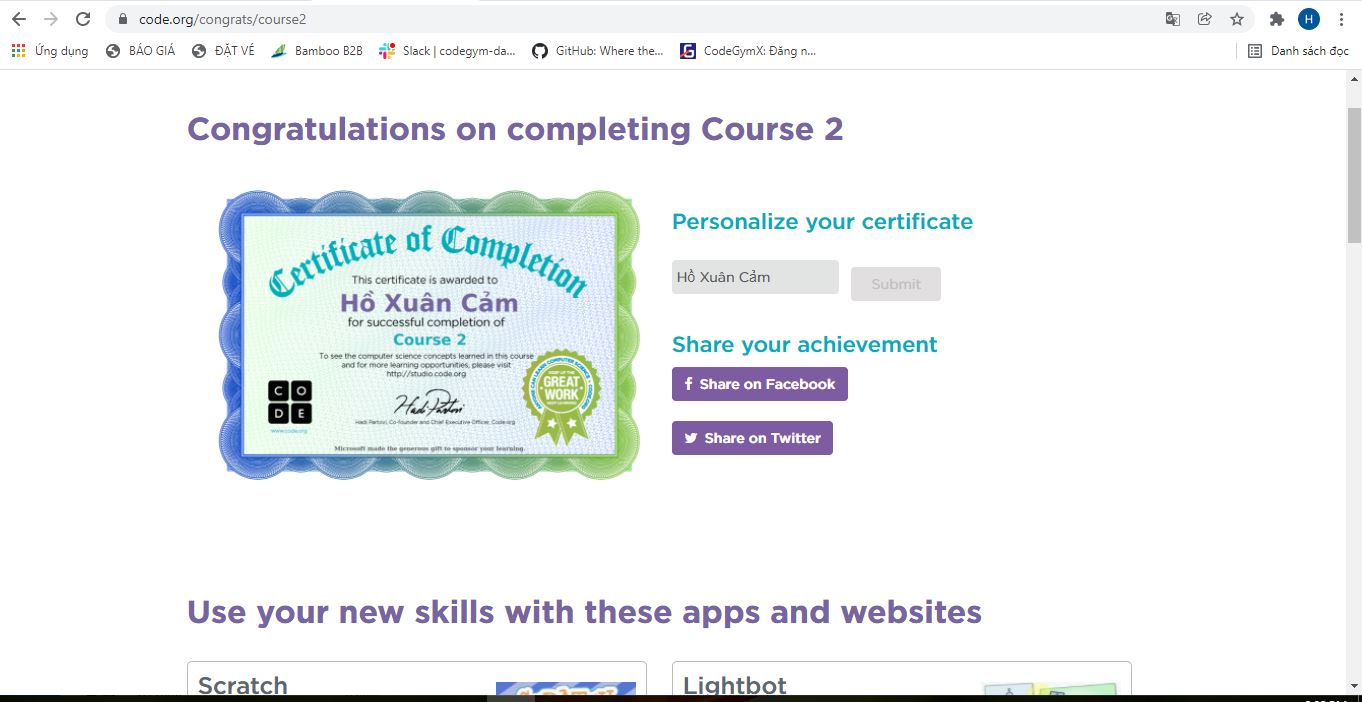 code.org/congrats/course2
H
Ứng dụng
BÁO GIÁ
ĐẶT VÉ
Bamboo B2B
Slack | codegym-da...
GitHub: Where the...
CodeGymX: Đăng n...
Danh sách đọc
Congratulations on completing Course 2
Certificate of Completion
This certificate is awarded to
Hồ Xuân Cảm
for successful completion of
Course 2
To see the computer science concepts learned in this course
and for more learning opportunities, please visit
http://studio.code.org
C O
D E
www.code.org
Hadi Partovi, Co-founder and Chief Executive Officer, Code.org
GREAT
WORK
Microsoft made the generous gift to sponsor your learning.
Personalize your certificate
Hồ Xuân Cảm
Submit
Share your achievement
f Share on Facebook
Share on Twitter
Use your new skills with these apps and websites
Scratch
Lightbot